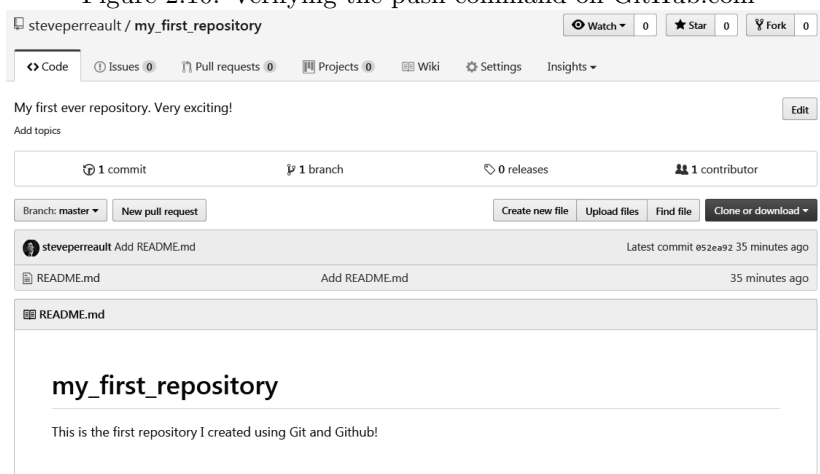 Figure 2.10: Verifying the push command on GitHub.com
steveperreault / my_first_repository Watch 0 Star 0 Fork 0
Code Issues 0 Pull requests 0 Projects 0 Wiki Settings Insights
My first ever repository. Very exciting! Edit
Add topics
1 commit 1 branch 0 releases 1 contributor
Branch: master New pull request Create new file Upload files Find file Clone or download
steveperreault Add README.md Latest commit 052ea92 35 minutes ago
README.md Add README.md 35 minutes ago
README.md
my_first_repository
This is the first repository I created using Git and Github!